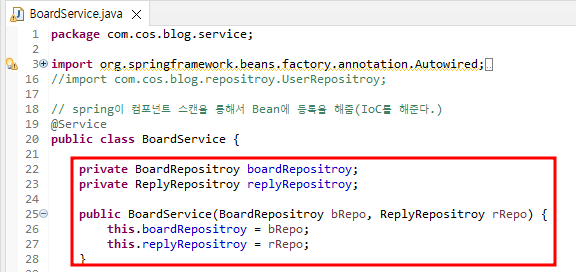 BoardService.java
1 package com.cos.blog.service;
2
3 import org.springframework.beans.factory.annotation.Autowired;
16 //import com.cos.blog.repositroy.UserRepositroy;
17
18 // spring이 컴포넌트 스캔을 통해서 Bean에 등록을 해줌(IoC를 해준다.)
19 @Service
20 public class BoardService {
21
22 private BoardRepositroy boardRepositroy;
23 private ReplyRepositroy replyRepositroy;
24
25 public BoardService(BoardRepositroy bRepo, ReplyRepositroy rRepo) {
26 this.boardRepositroy = bRepo;
27 this.replyRepositroy = rRepo;
28 }